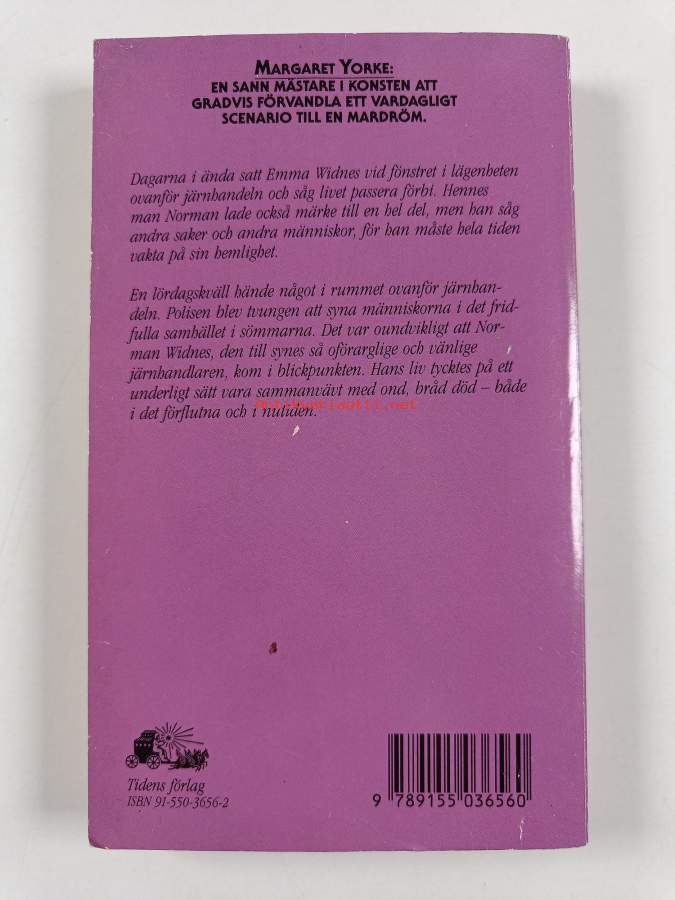 MARGARET YORKE:
EN SANN MÄSTARE I KONSTEN ATT
GRADVIS FÖRVANDLA ETT VARDAGLIGT
SCENARIO TILL EN MARDRÖM.
Dagarna i ända satt Emma Widnes vid fönstret i lägenheten
ovanför järnhandeln och såg livet passera förbi. Hennes
man Norman lade också märke till en hel del, men han såg
andra saker och andra människor, för han måste hela tiden
vakta på sin hemlighet.
En lördagskväll hände något i rummet ovanför järnhan-
deln. Polisen blev tvungen att syna människorna i det frid-
fulla samhället i sömmarna. Det var oundvikligt att Nor-
man Widnes, den till synes så oförarglige och vänlige
järnhandlaren, kom i blickpunkten. Hans liv tycktes på ett
underligt sätt vara sammanvävt med ond, bråd död – både
i det förflutna och i nutiden.
Tidens förlag
ISBN 91-550-3656-2
9 789155 036560